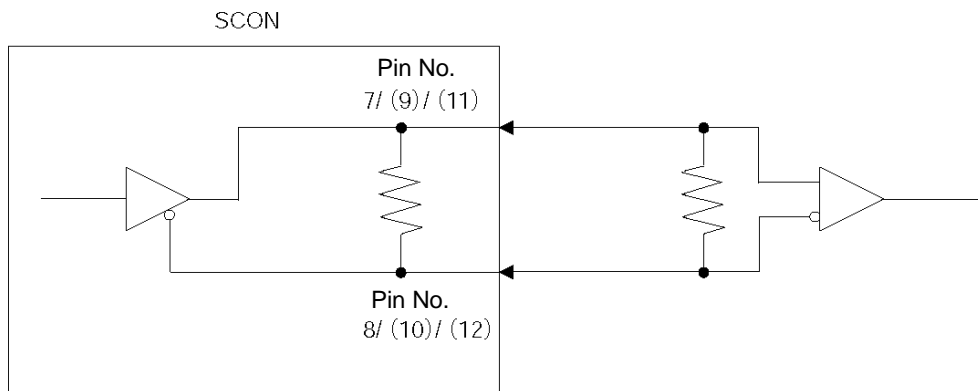 SCON
Pin No.
7/ (9)/ (11)
Pin No.
8/ (10)/ (12)